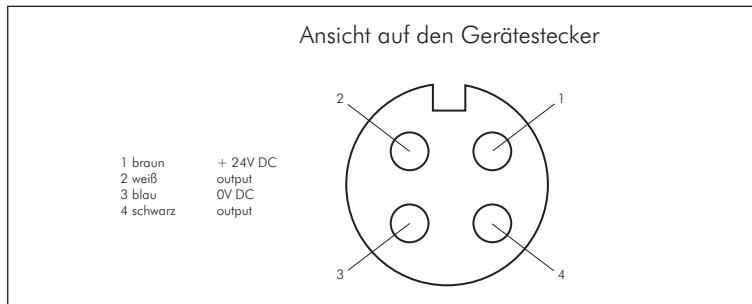 Ansicht auf den Gerätestecker
2
1
1 braun + 24V DC
2 weiß output
3 blau 0V DC
4 schwarz output
3
4